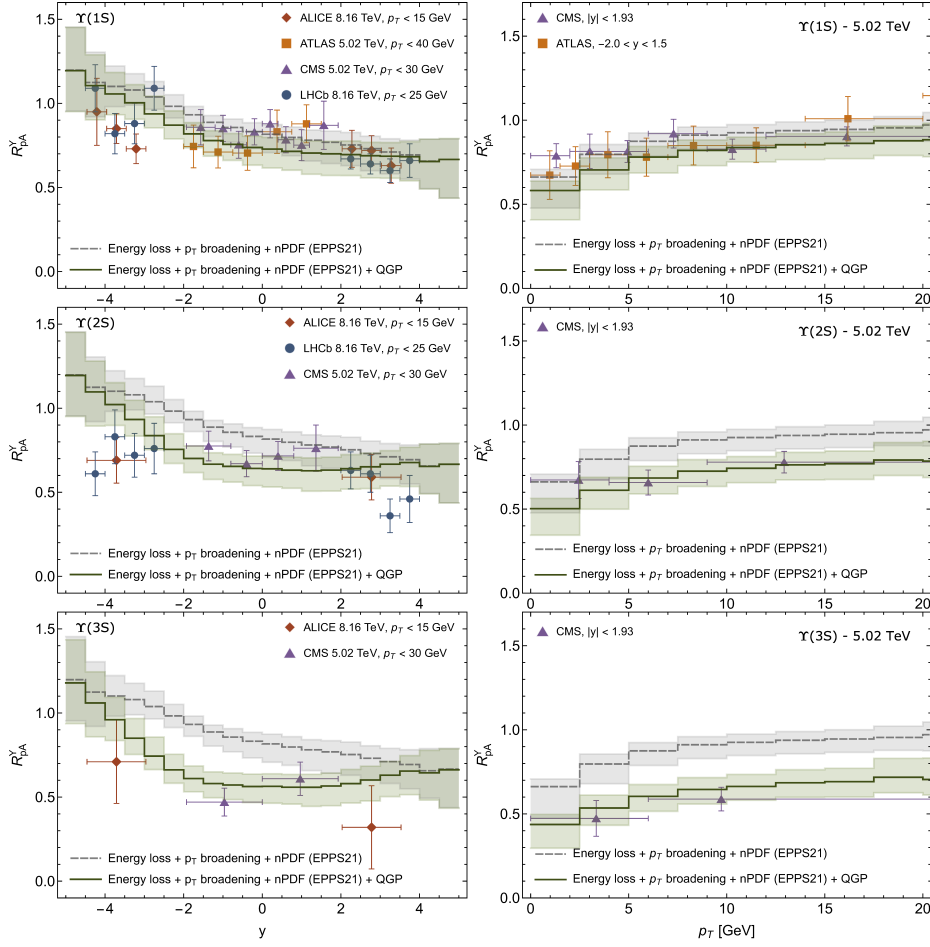 ϒ(1S)
ALICE 8.16 TeV, p_T < 15 GeV
ATLAS 5.02 TeV, p_T < 40 GeV
CMS 5.02 TeV, p_T < 30 GeV
LHCb 8.16 TeV, p_T < 25 GeV
1.5
1.0
0.5
0.0
R_pA^ϒ
Energy loss + p_T broadening + nPDF (EPPS21)
Energy loss + p_T broadening + nPDF (EPPS21) + QGP
−4 −2 0 2 4
CMS, |y| < 1.93
ATLAS, −2.0 < y < 1.5
ϒ(1S) - 5.02 TeV
1.5
1.0
0.5
0.0
R_pA^ϒ
Energy loss + p_T broadening + nPDF (EPPS21)
Energy loss + p_T broadening + nPDF (EPPS21) + QGP
0 5 10 15 20
ϒ(2S)
ALICE 8.16 TeV, p_T < 15 GeV
LHCb 8.16 TeV, p_T < 25 GeV
CMS 5.02 TeV, p_T < 30 GeV
1.5
1.0
0.5
0.0
R_pA^ϒ
Energy loss + p_T broadening + nPDF (EPPS21)
Energy loss + p_T broadening + nPDF (EPPS21) + QGP
−4 −2 0 2 4
CMS, |y| < 1.93
ϒ(2S) - 5.02 TeV
1.5
1.0
0.5
0.0
R_pA^ϒ
Energy loss + p_T broadening + nPDF (EPPS21)
Energy loss + p_T broadening + nPDF (EPPS21) + QGP
0 5 10 15 20
ϒ(3S)
ALICE 8.16 TeV, p_T < 15 GeV
CMS 5.02 TeV, p_T < 30 GeV
1.5
1.0
0.5
0.0
R_pA^ϒ
Energy loss + p_T broadening + nPDF (EPPS21)
Energy loss + p_T broadening + nPDF (EPPS21) + QGP
−4 −2 0 2 4
y
CMS, |y| < 1.93
ϒ(3S) - 5.02 TeV
1.5
1.0
0.5
0.0
R_pA^ϒ
Energy loss + p_T broadening + nPDF (EPPS21)
Energy loss + p_T broadening + nPDF (EPPS21) + QGP
0 5 10 15 20
p_T [GeV]